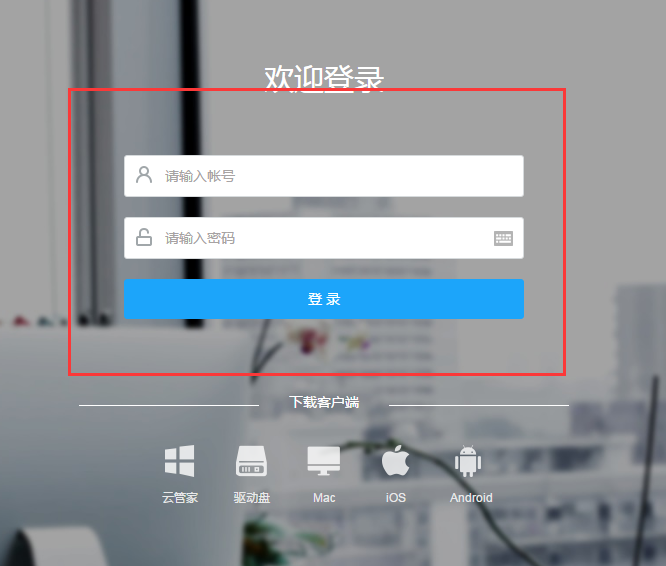 欢迎登录
请输入帐号
请输入密码
登 录
下载客户端
云管家 驱动盘 Mac iOS Android